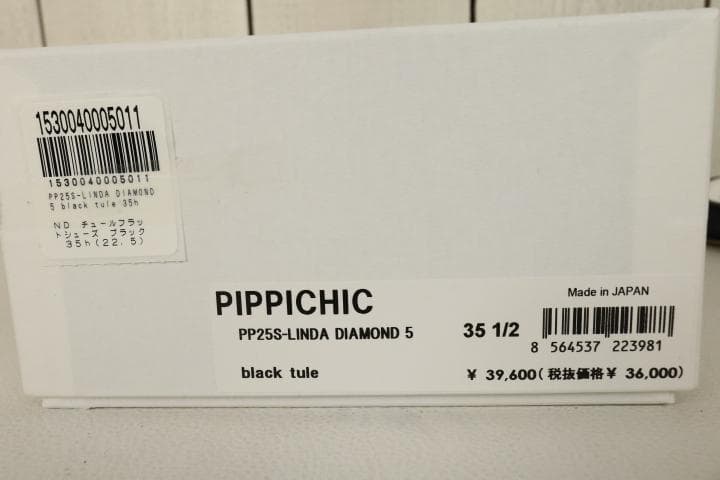 1530040005011
1530040005011
PP25S-LINDA DIAMOND
5 black tule 35h
ND チュールフラッ
トシューズ ブラック
35h(22.5)
PIPPICHIC
PP25S-LINDA DIAMOND 5
black tule
35 1/2
Made in JAPAN
8 564537 223981
¥ 39,600(税抜価格¥ 36,000)